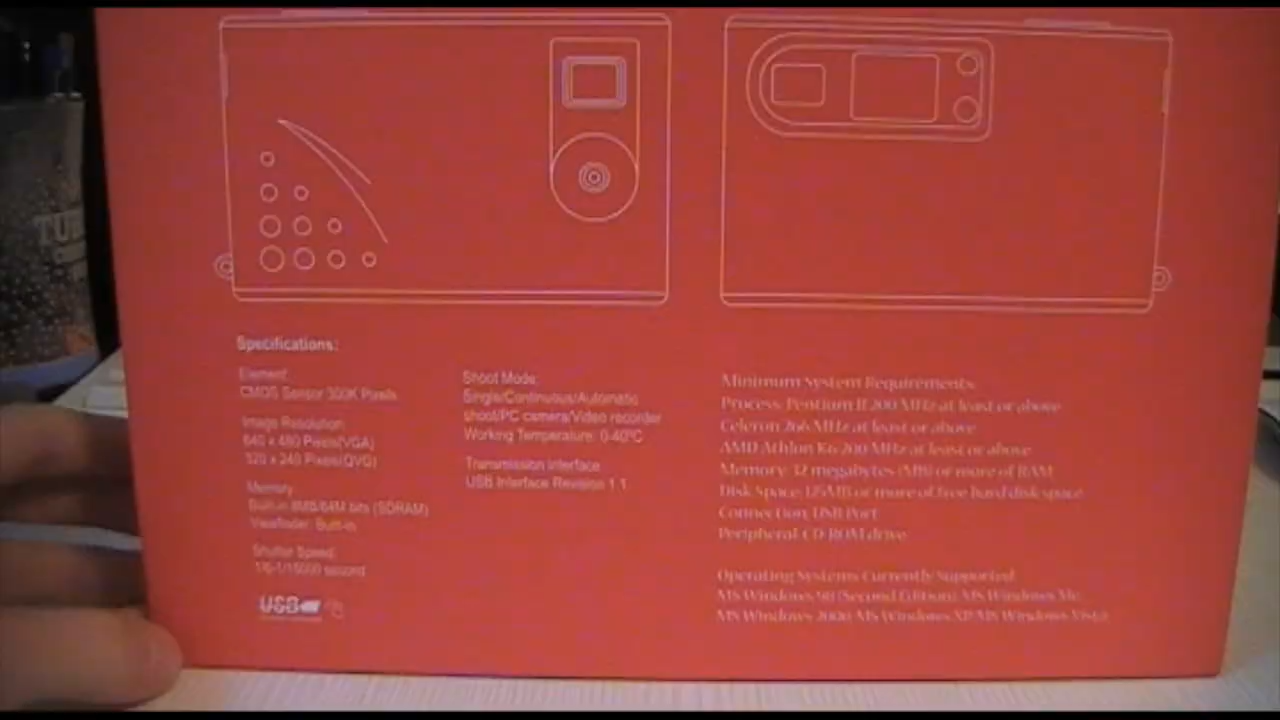 Specifications:
Element:
CMOS Sensor 300K Pixels
Image Resolution:
640 x 480 Pixels(VGA)
320 x 240 Pixels(QVG)
Memory:
Built-in 8MB/64M bits (SDRAM)
Viewfinder: Built-in
Shutter Speed:
1/6-1/15000 second
USB
Shoot Mode:
Single/Continuous/Automatic
shoot/PC camera/Video recorder
Working Temperature: 0-40ºC
Transmission Interface
USB Interface Revision 1.1
Minimum System Requirements:
Process: Pentium II 200 MHz at least or above
Celeron 266 MHz at least or above
AMD Athlon K6 200 MHz at least or above
Memory: 32 megabytes (MB) or more of RAM
Disk Space: 125MB or more of free hard disk space
Connection: USB Port
Peripheral: CD-ROM drive
Operating Systems Currently Supported:
MS Windows 98 (Second Edition), MS Windows Me,
MS Windows 2000, MS Windows XP, MS Windows Vista